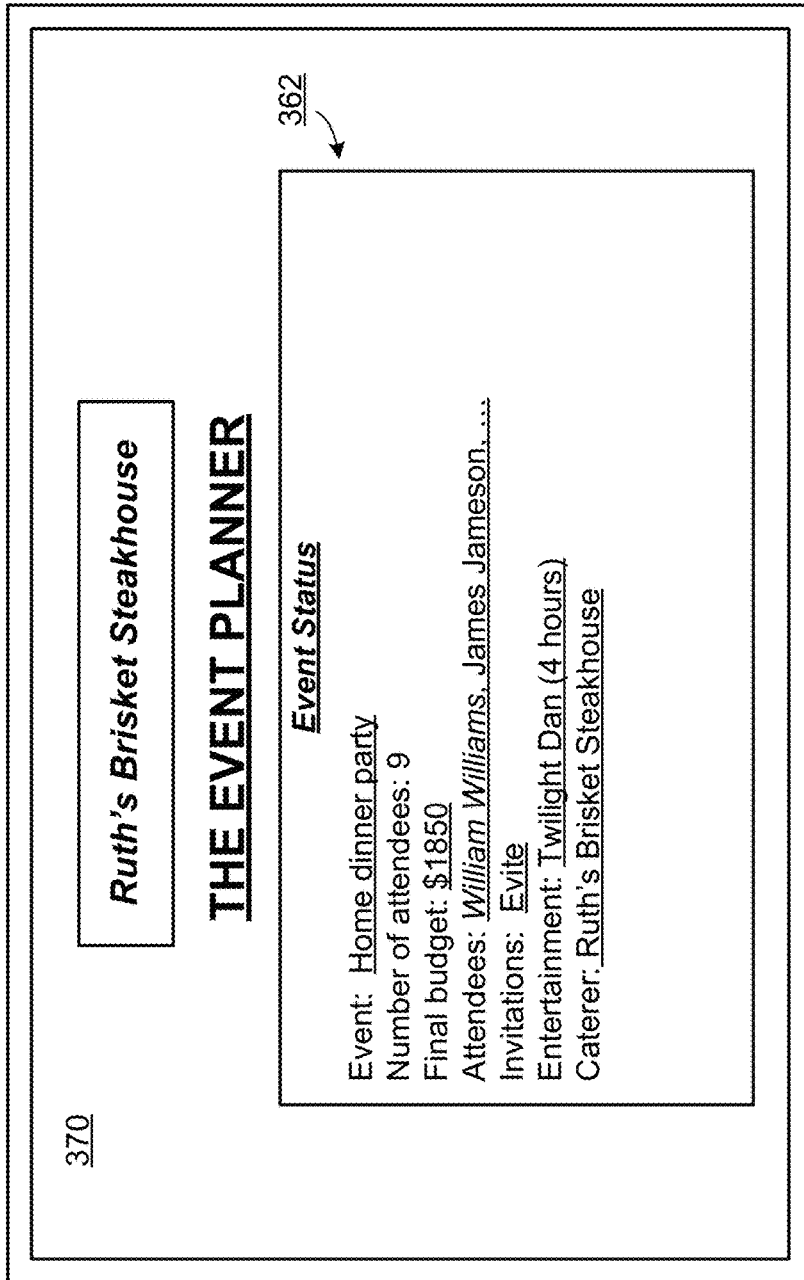 370
Ruth's Brisket Steakhouse
THE EVENT PLANNER
362
Event Status
Event: Home dinner party
Number of attendees: 9
Final budget: $1850
Attendees: William Williams, James Jameson, ...
Invitations: Evite
Entertainment: Twilight Dan (4 hours)
Caterer: Ruth's Brisket Steakhouse